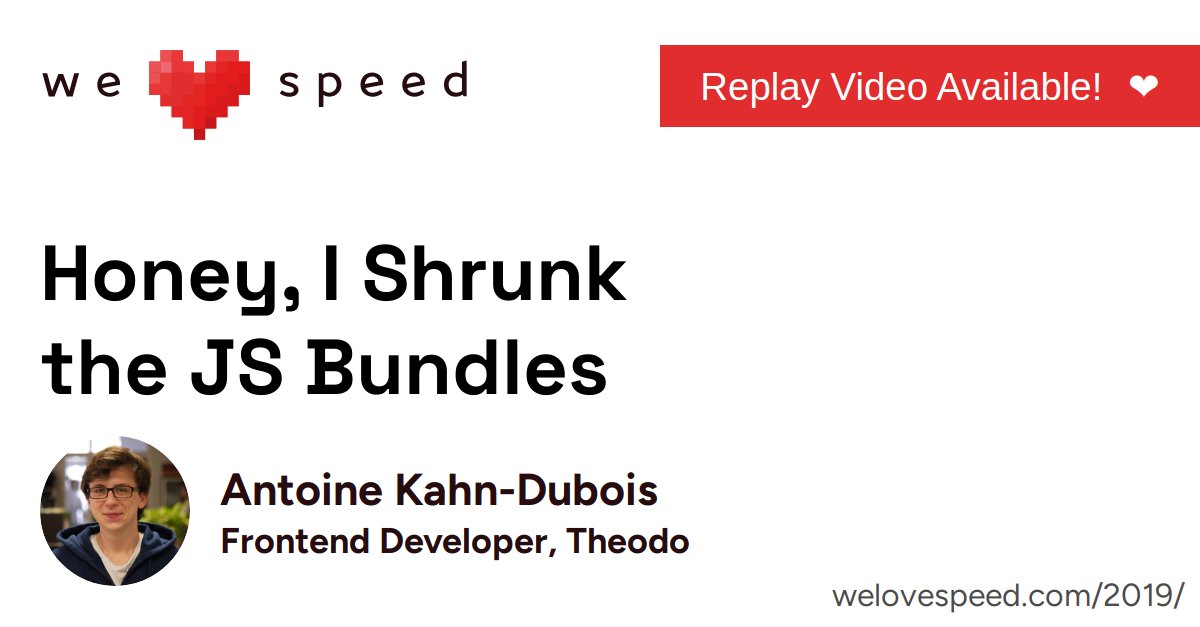 we ❤ speed
Replay Video Available! ❤
Honey, I Shrunk
the JS Bundles
Antoine Kahn-Dubois
Frontend Developer, Theodo
welovespeed.com/2019/